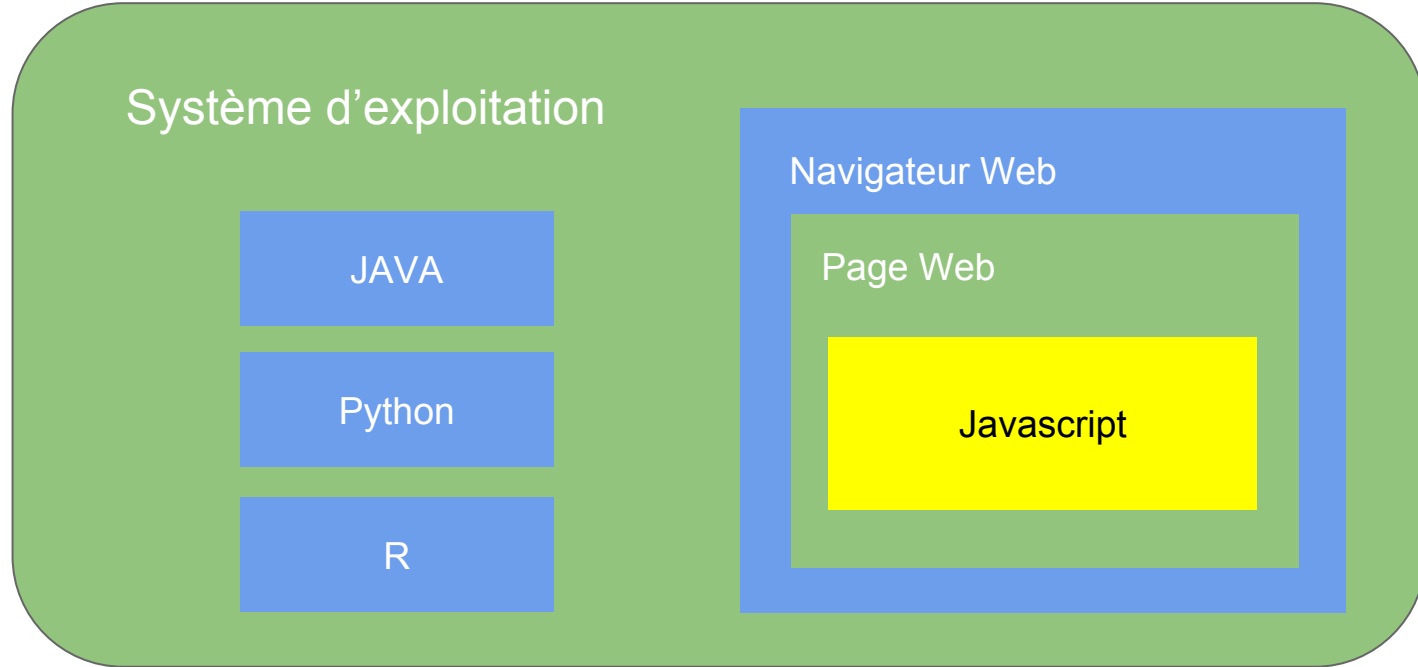 Système d’exploitation
JAVA
Python
R
Navigateur Web
Page Web
Javascript